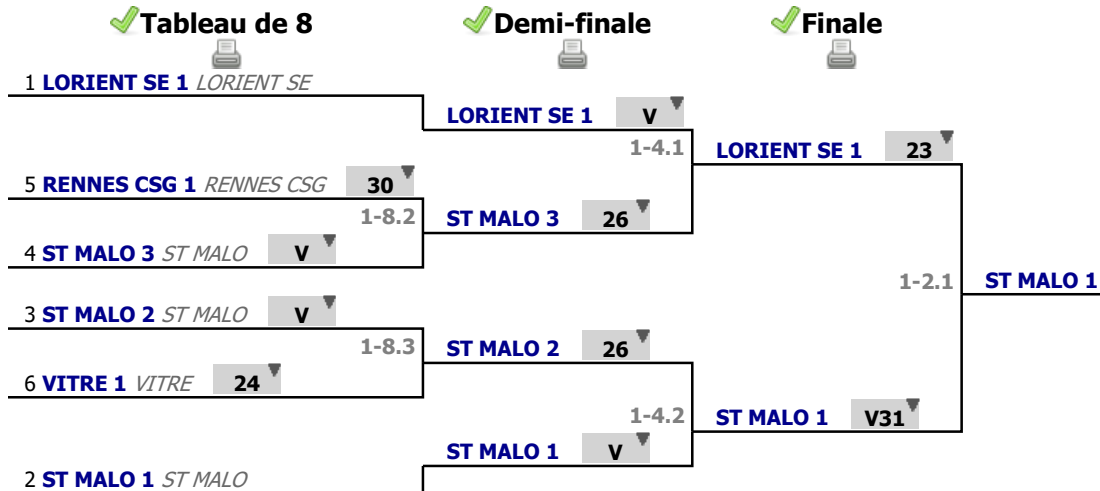 Tableau de 8 Demi-finale Finale
1 LORIENT SE 1 LORIENT SE
LORIENT SE 1 V
1-4.1 LORIENT SE 1 23
5 RENNES CSG 1 RENNES CSG 30
1-8.2 ST MALO 3 26
4 ST MALO 3 ST MALO V
1-2.1 ST MALO 1
3 ST MALO 2 ST MALO V
1-8.3 ST MALO 2 26
6 VITRE 1 VITRE 24
1-4.2 ST MALO 1 V31
ST MALO 1 V
2 ST MALO 1 ST MALO